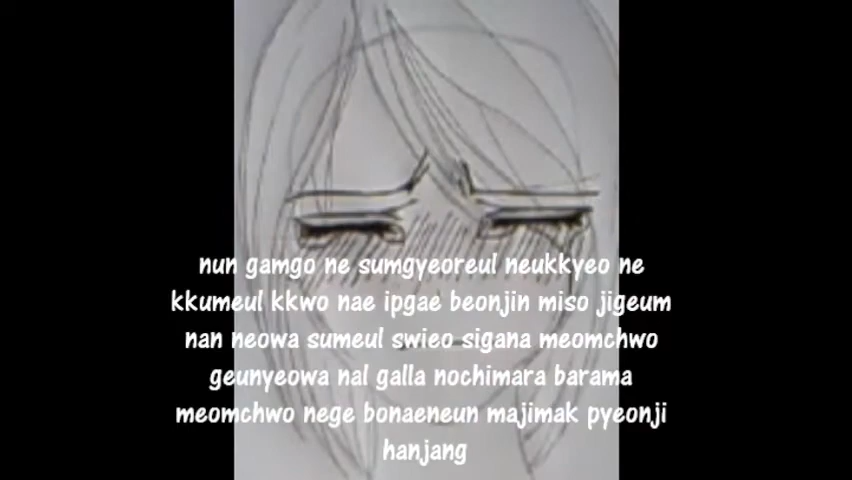 nun gamgo ne sumgyeoreul neukkyeo ne
kkumeul kkwo nae ipgae beonjin miso jigeum
nan neowa sumeul swieo sigana meomchwo
geunyeowa nal galla nochimara barama
meomchwo nege bonaeneun majimak pyeonji
hanjang